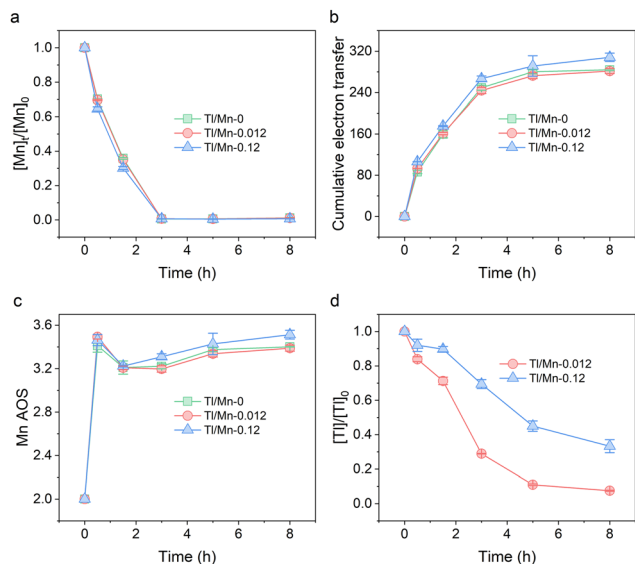 a
[Mn]t/[Mn]0
1.0
0.8
0.6
0.4
0.2
0.0
Tl/Mn-0
Tl/Mn-0.012
Tl/Mn-0.12
0 2 4 6 8
Time (h)
b
Cumulative electron transfer
320
240
160
80
0
Tl/Mn-0
Tl/Mn-0.012
Tl/Mn-0.12
0 2 4 6 8
Time (h)
c
Mn AOS
3.6
3.2
2.8
2.4
2.0
Tl/Mn-0
Tl/Mn-0.012
Tl/Mn-0.12
0 2 4 6 8
Time (h)
d
[Tl]/[Tl]0
1.0
0.8
0.6
0.4
0.2
0.0
Tl/Mn-0.012
Tl/Mn-0.12
0 2 4 6 8
Time (h)